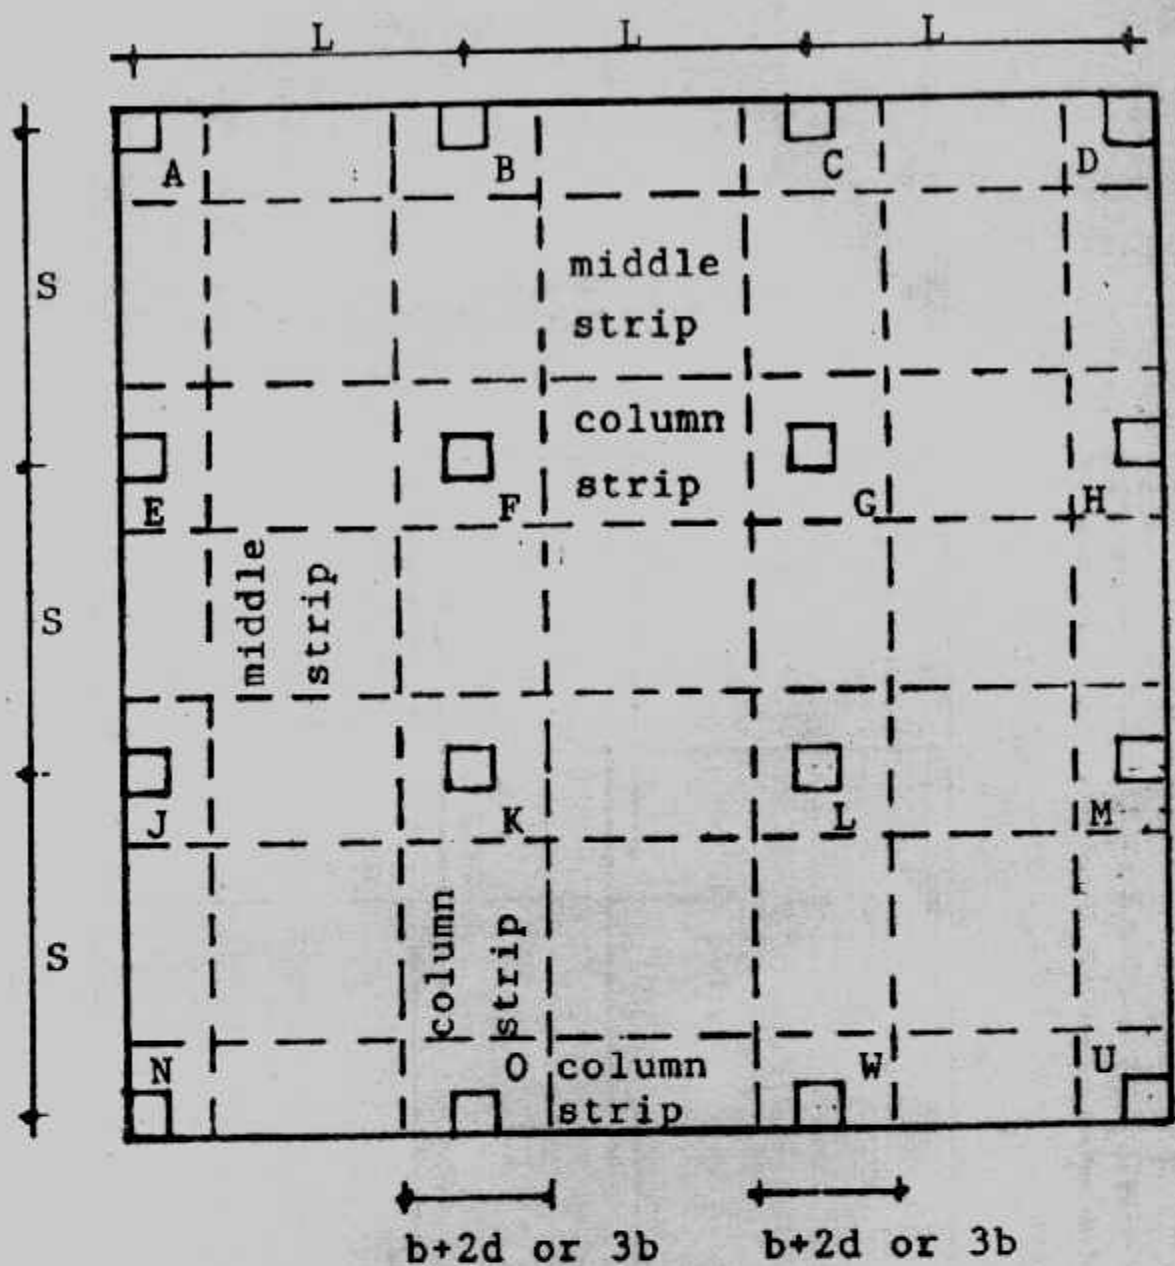 L L L
A B C D
S
middle
strip
column
strip
E F G H
S
middle
strip
J K L M
S
column
strip
N O W U
column
strip
b+2d or 3b b+2d or 3b